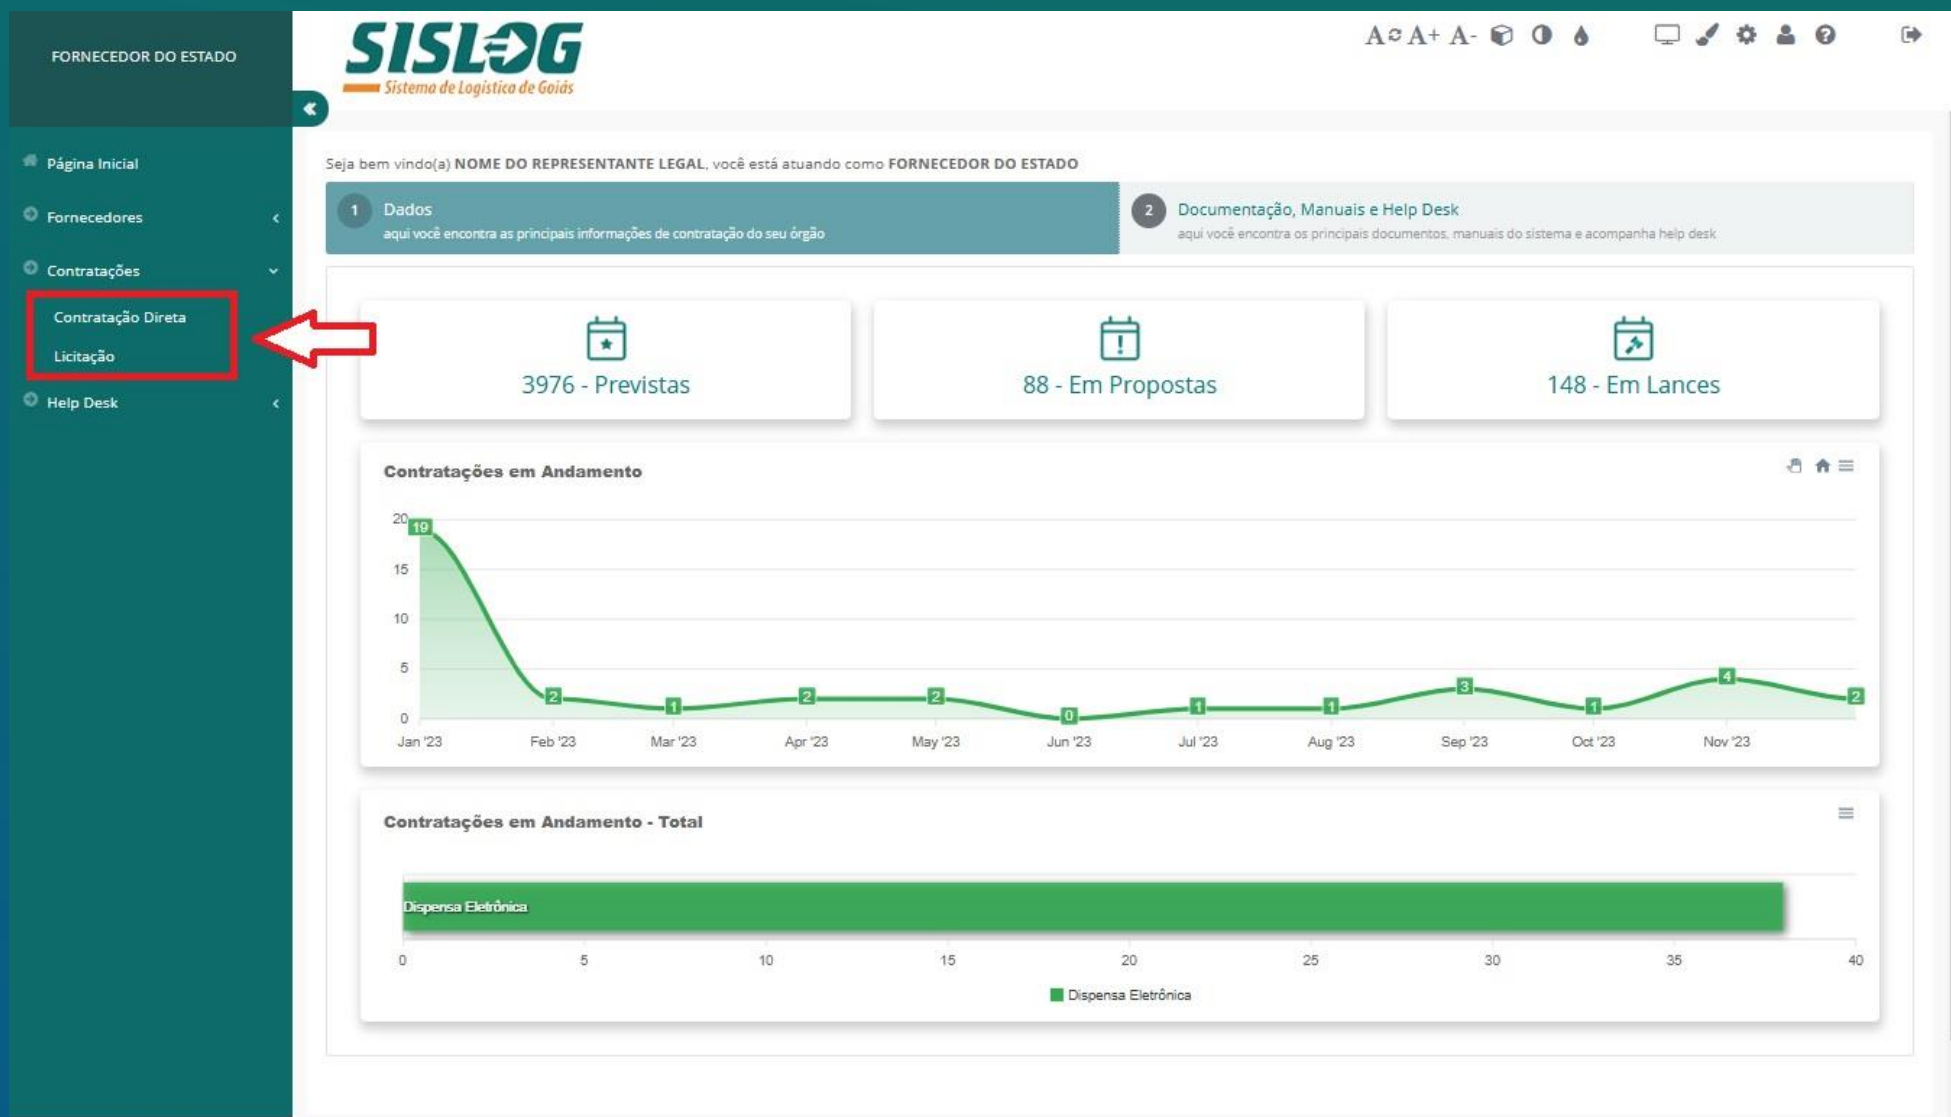 FORNECEDOR DO ESTADO
SISLOG
Sistema de Logística de Goiás
A A+ A-
Página Inicial
Fornecedores
Contratações
Contratação Direta
Licitação
Help Desk
Seja bem vindo(a) NOME DO REPRESENTANTE LEGAL, você está atuando como FORNECEDOR DO ESTADO
1 Dados
aqui você encontra as principais informações de contratação do seu órgão
2 Documentação, Manuais e Help Desk
aqui você encontra os principais documentos, manuais do sistema e acompanha help desk
3976 - Previstas
88 - Em Propostas
148 - Em Lances
Contratações em Andamento
20
15
10
5
0
19 2 1 2 2 0 1 1 3 1 4 2
Jan '23 Feb '23 Mar '23 Apr '23 May '23 Jun '23 Jul '23 Aug '23 Sep '23 Oct '23 Nov '23
Contratações em Andamento - Total
Dispensa Eletrônica
0 5 10 15 20 25 30 35 40
Dispensa Eletrônica